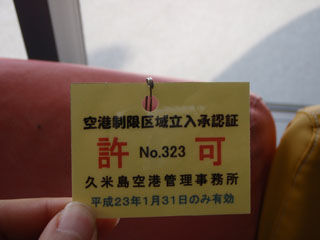 空港制限区域立入承認証
許 No.323 可
久米島空港管理事務所
平成23年1月31日のみ有効